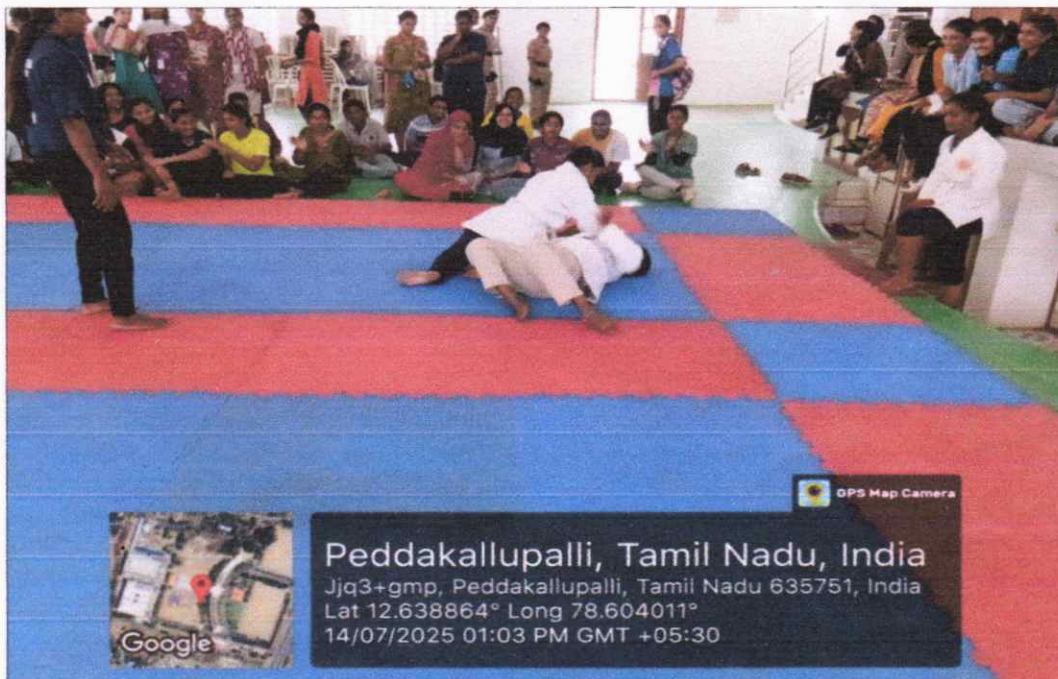 GPS Map Camera
Peddakallupalli, Tamil Nadu, India
Jjq3+gmp, Peddakallupalli, Tamil Nadu 635751, India
Lat 12.638864° Long 78.604011°
14/07/2025 01:03 PM GMT +05:30
Google